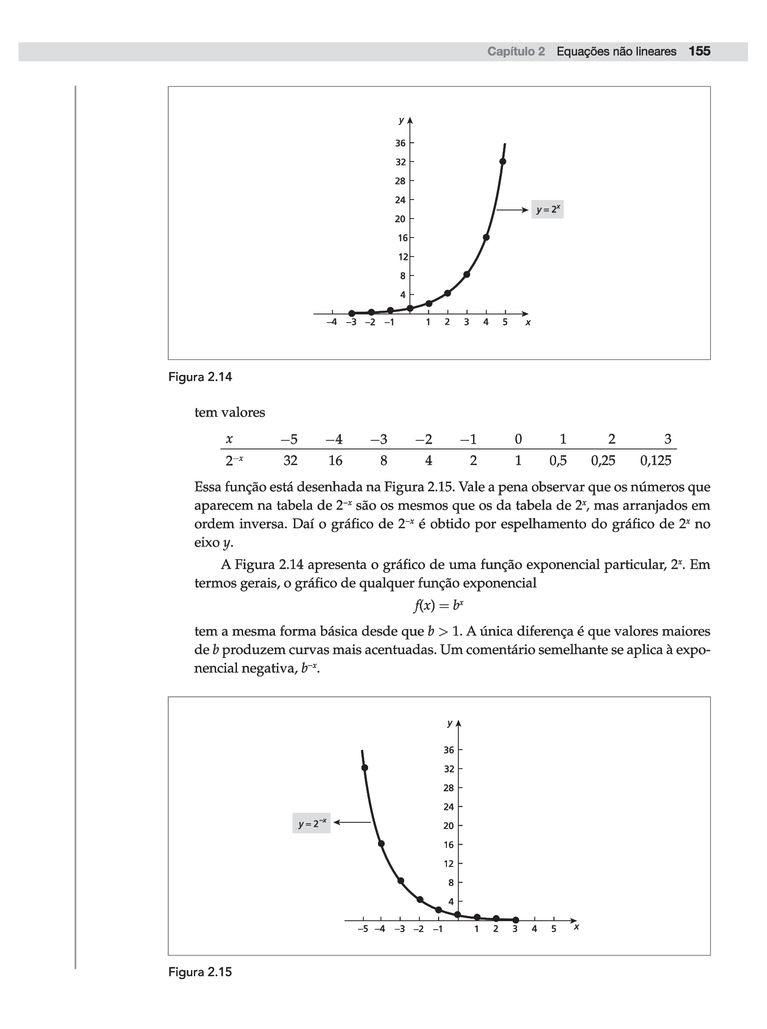 Capítulo 2 Equações não lineares 155
y
36
32
28
24
20
16
12
8
4
y = 2ˣ
–4 –3 –2 –1 1 2 3 4 5 x
Figura 2.14
tem valores
x −5 −4 −3 −2 −1 0 1 2 3
2⁻ˣ 32 16 8 4 2 1 0,5 0,25 0,125
Essa função está desenhada na Figura 2.15. Vale a pena observar que os números que
aparecem na tabela de 2⁻ˣ são os mesmos que os da tabela de 2ˣ, mas arranjados em
ordem inversa. Daí o gráfico de 2⁻ˣ é obtido por espelhamento do gráfico de 2ˣ no
eixo y.
A Figura 2.14 apresenta o gráfico de uma função exponencial particular, 2ˣ. Em
termos gerais, o gráfico de qualquer função exponencial
f(x) = bˣ
tem a mesma forma básica desde que b > 1. A única diferença é que valores maiores
de b produzem curvas mais acentuadas. Um comentário semelhante se aplica à expo-
nencial negativa, b⁻ˣ.
y
36
32
28
24
20
16
12
8
4
y = 2⁻ˣ
–5 –4 –3 –2 –1 1 2 3 4 5 x
Figura 2.15